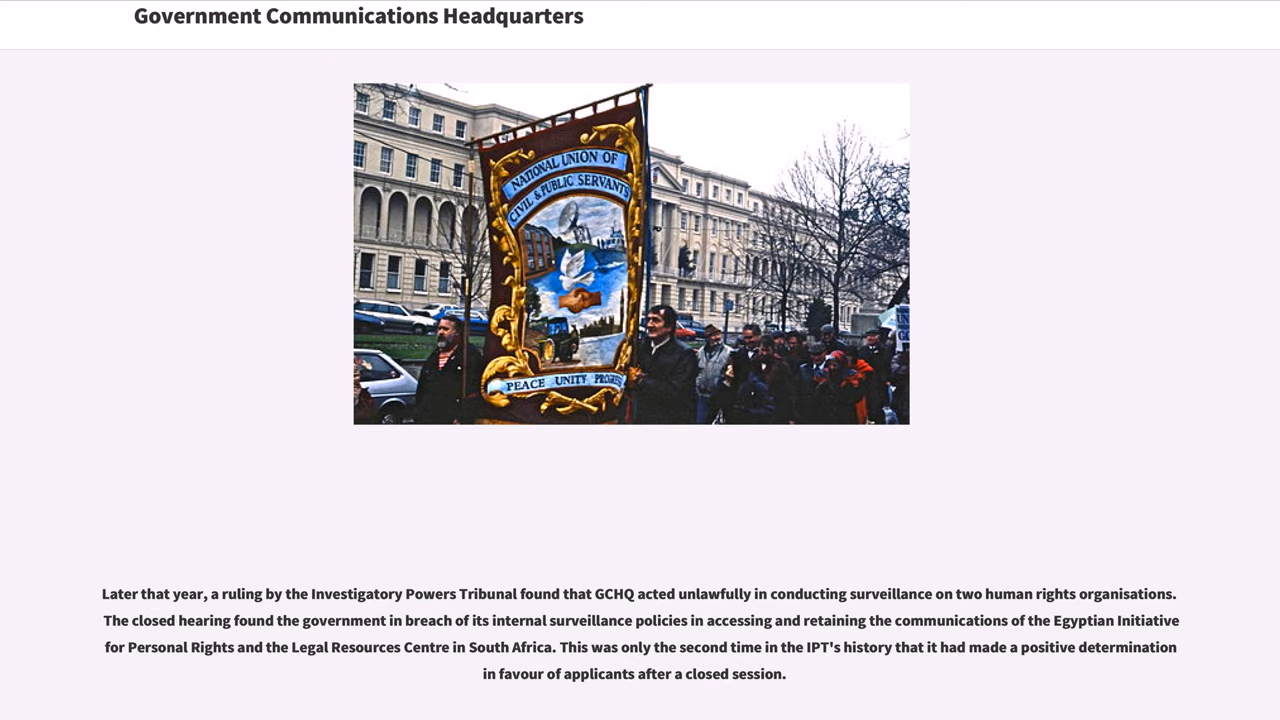 Government Communications Headquarters
NATIONAL UNION OF
CIVIL & PUBLIC SERVANTS
PEACE UNITY PROGRESS
Later that year, a ruling by the Investigatory Powers Tribunal found that GCHQ acted unlawfully in conducting surveillance on two human rights organisations.
The closed hearing found the government in breach of its internal surveillance policies in accessing and retaining the communications of the Egyptian Initiative
for Personal Rights and the Legal Resources Centre in South Africa. This was only the second time in the IPT's history that it had made a positive determination
in favour of applicants after a closed session.